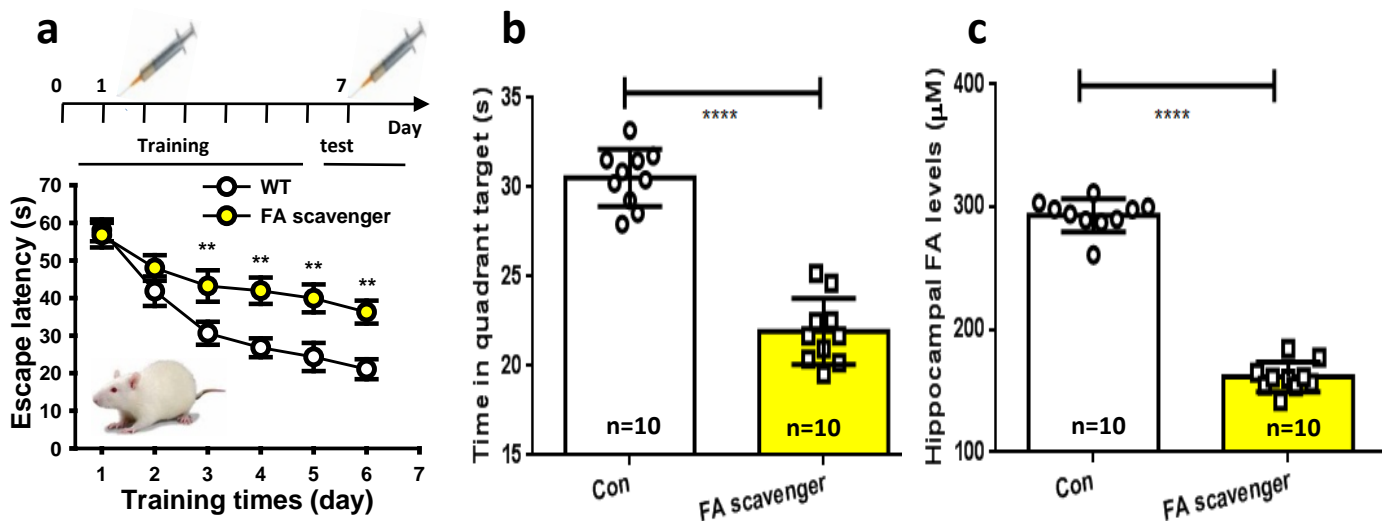 a
0 1 7
Day
Training test
WT
FA scavenger
Escape latency (s)
70
60
50
40
30
20
10
0
** ** ** **
1 2 3 4 5 6 7
Training times (day)
b
Time in quadrant target (s)
35
30
25
20
15
****
n=10 n=10
Con FA scavenger
c
Hippocampal FA levels (μM)
400
300
200
100
****
n=10 n=10
Con FA scavenger